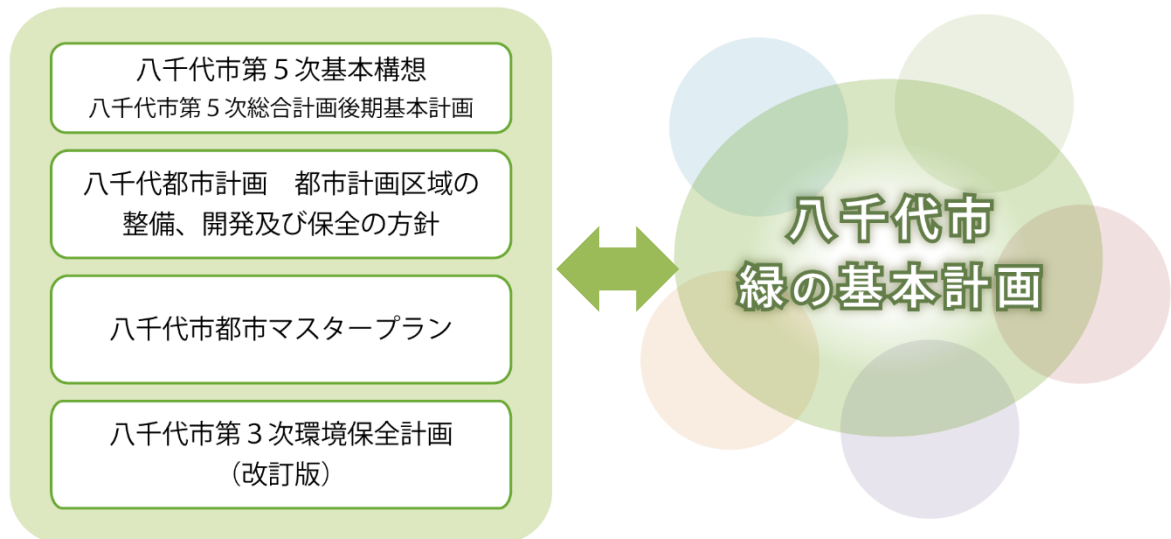 八千代市第５次基本構想
八千代市第５次総合計画後期基本計画
八千代都市計画　都市計画区域の
整備、開発及び保全の方針
八千代市都市マスタープラン
八千代市第３次環境保全計画
（改訂版）
八千代市
緑の基本計画